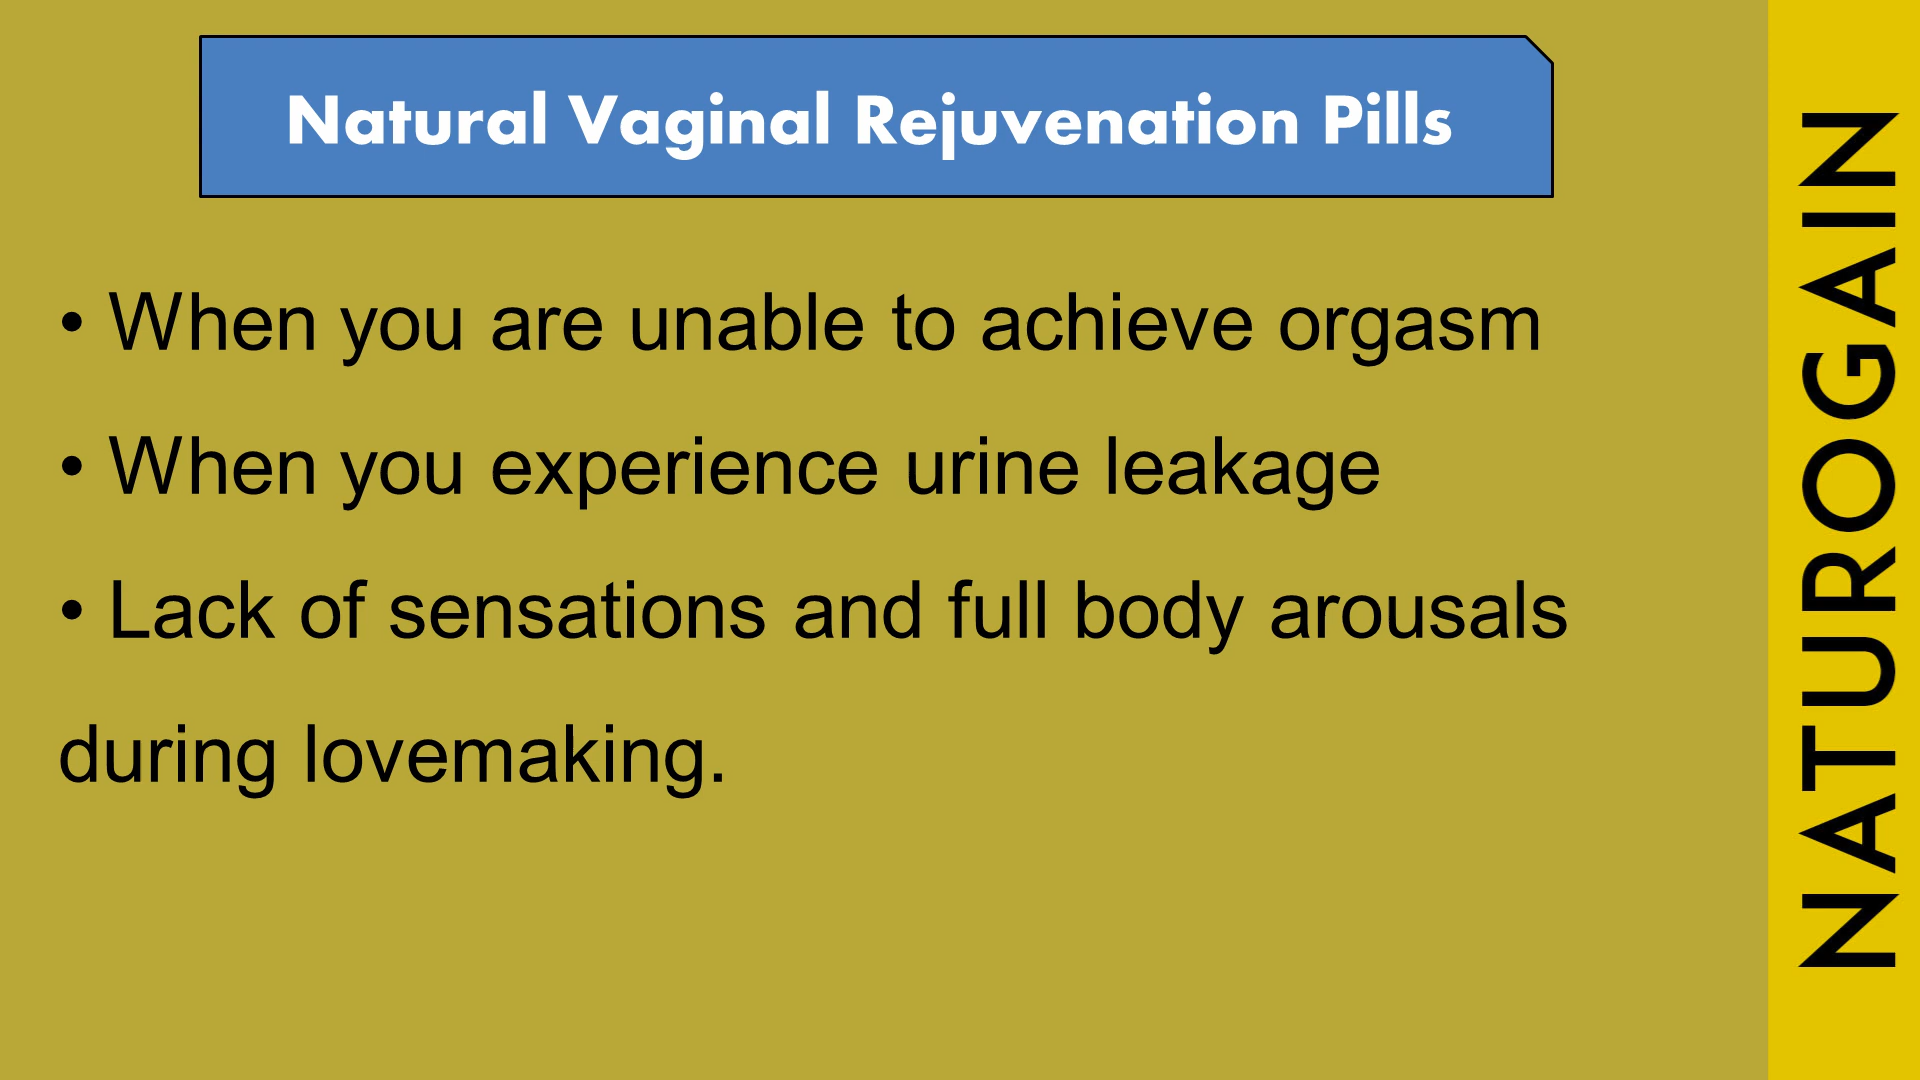 Natural Vaginal Rejuvenation Pills
• When you are unable to achieve orgasm
• When you experience urine leakage
• Lack of sensations and full body arousals
during lovemaking.
NATUROGAIN